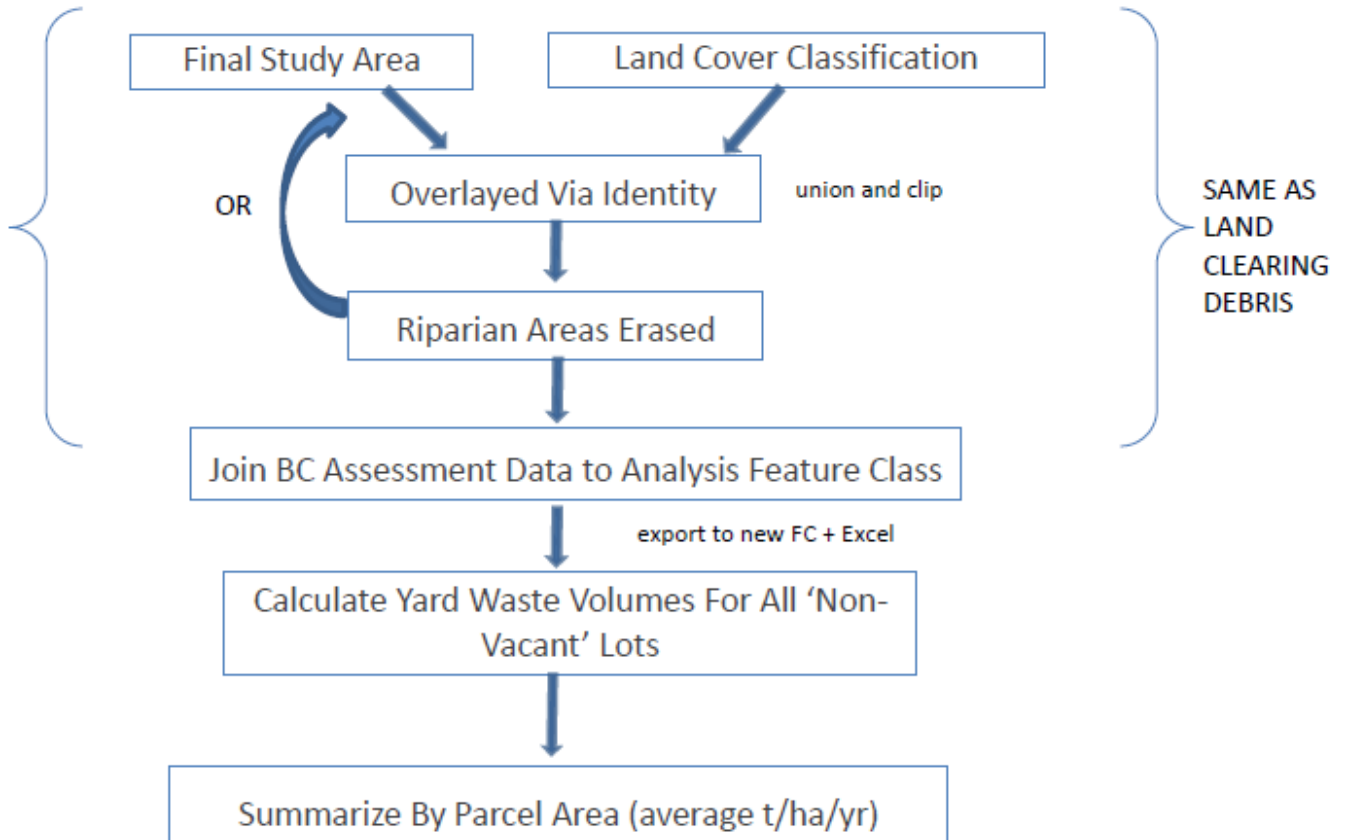 Final Study Area
Land Cover Classification
Overlayed Via Identity
union and clip
OR
SAME AS
LAND
CLEARING
DEBRIS
Riparian Areas Erased
Join BC Assessment Data to Analysis Feature Class
export to new FC + Excel
Calculate Yard Waste Volumes For All ‘Non-
Vacant’ Lots
Summarize By Parcel Area (average t/ha/yr)